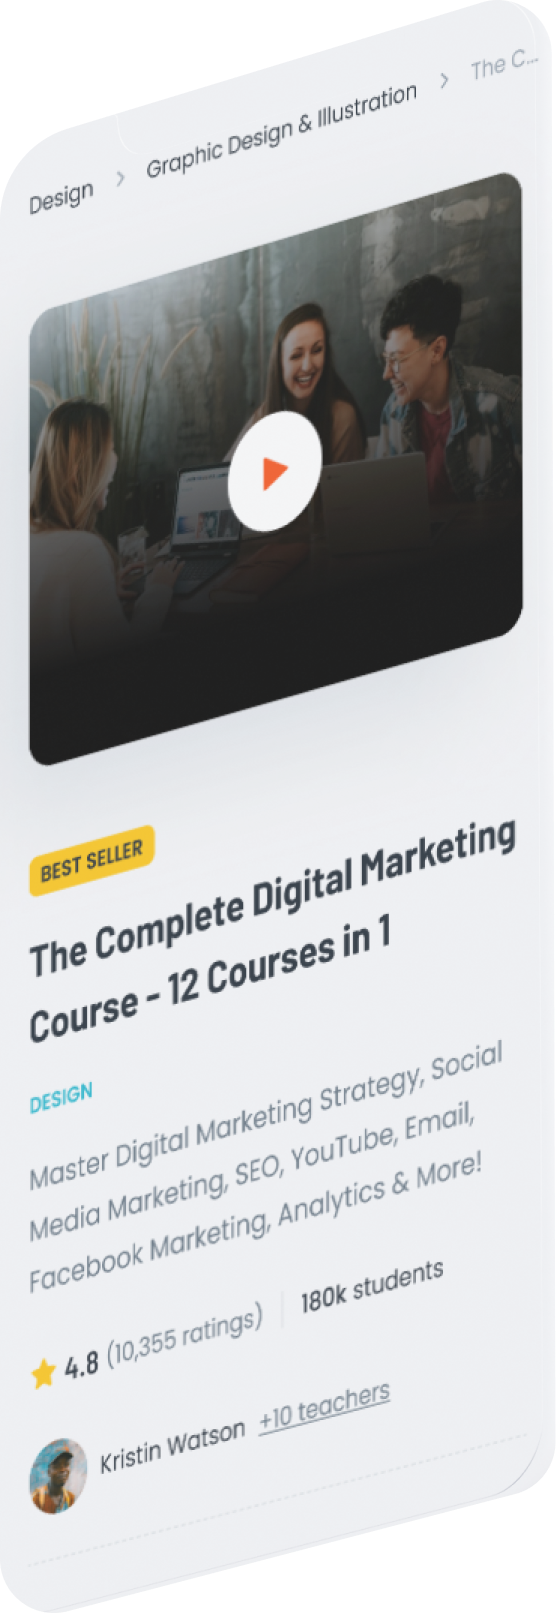 Design > Graphic Design & Illustration > The C...
BEST SELLER
The Complete Digital Marketing
Course - 12 Courses in 1
DESIGN
Master Digital Marketing Strategy, Social
Media Marketing, SEO, YouTube, Email,
Facebook Marketing, Analytics & More!
4.8 (10,355 ratings) 180k students
Kristin Watson +10 teachers